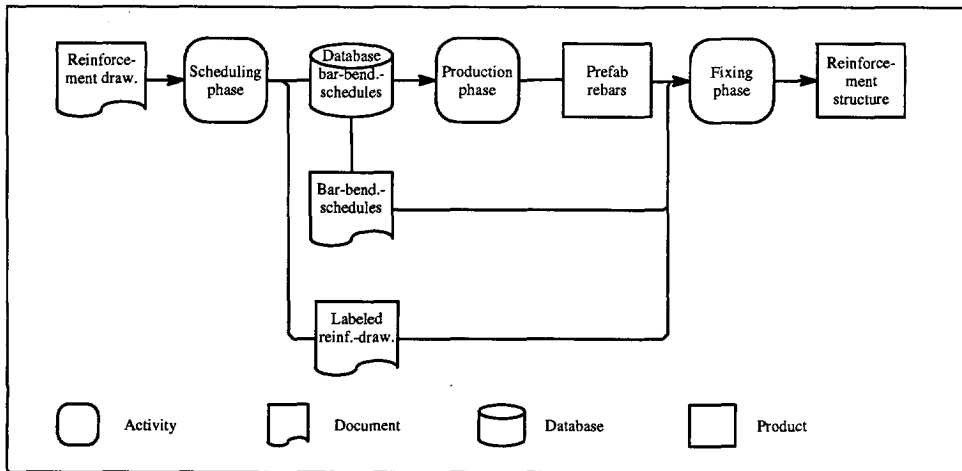 Reinforce-
ment draw.
Scheduling
phase
Database
bar-bend.-
schedules
Production
phase
Prefab
rebars
Fixing
phase
Reinforce-
ment
structure
Bar-bend.-
schedules
Labeled
reinf.-draw.
Activity
Document
Database
Product